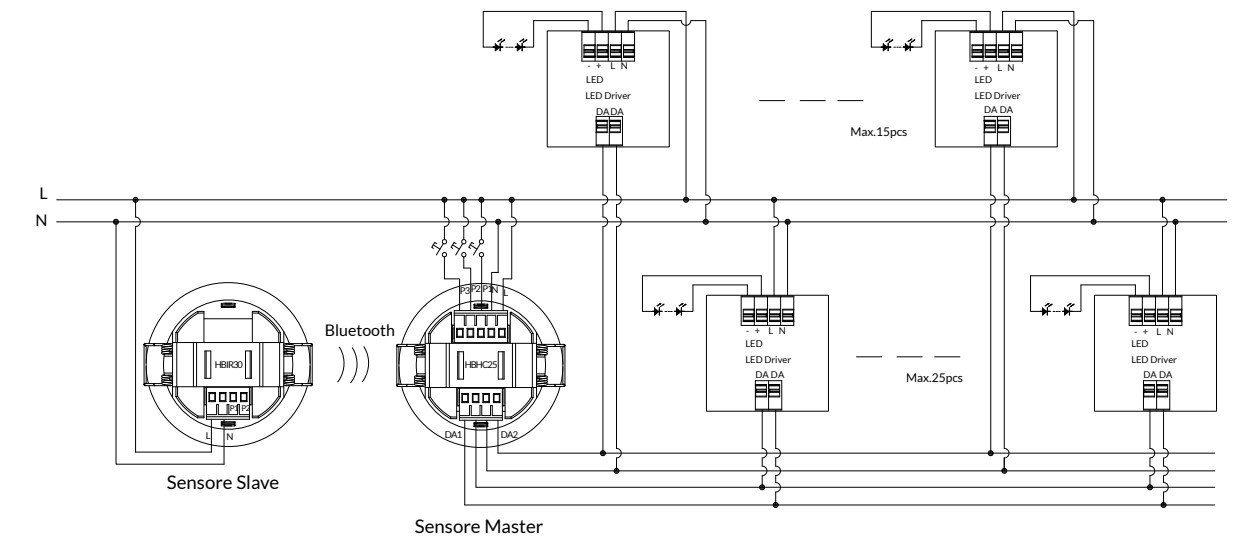 - + L N
LED
LED Driver
DA DA
Max.15pcs
- + L N
LED
LED Driver
DA DA
L
N
P3 P2 P1 N L
Bluetooth
HBIR30
P1 P2
L N
HBHC25
DA1 DA2
- + L N
LED
LED Driver
DA DA
Max.25pcs
- + L N
LED
LED Driver
DA DA
Sensore Slave
Sensore Master